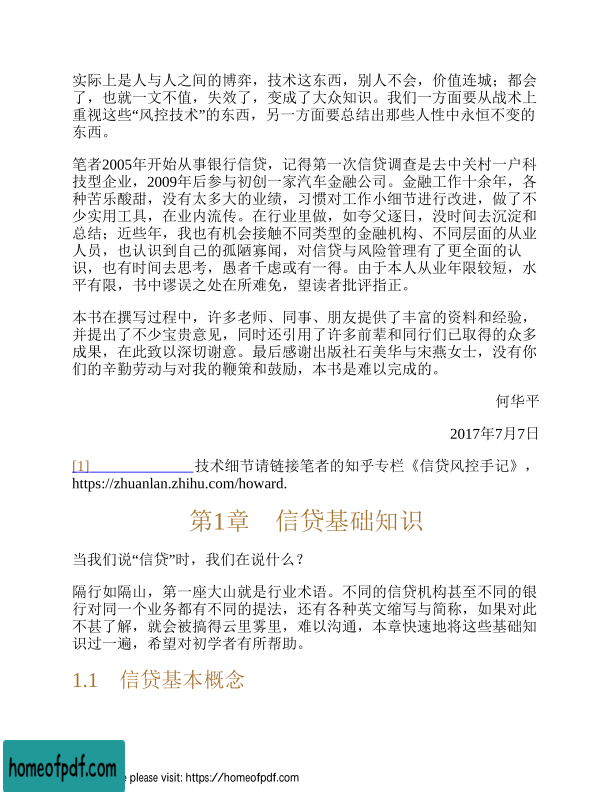 实际上是人与人之间的博弈，技术这东西，别人不会，价值连城；都会
了，也就一文不值，失效了，变成了大众知识。我们一方面要从战术上
重视这些“风控技术”的东西，另一方面要总结出那些人性中永恒不变的
东西。
笔者2005年开始从事银行信贷，记得第一次信贷调查是去中关村一户科
技型企业，2009年后参与初创一家汽车金融公司。金融工作十余年，各
种苦乐酸甜，没有太多大的业绩，习惯对工作小细节进行改进，做了不
少实用工具，在业内流传。在行业里做，如夸父逐日，没时间去沉淀和
总结；近些年，我也有机会接触不同类型的金融机构、不同层面的从业
人员，也认识到自己的孤陋寡闻，对信贷与风险管理有了更全面的认
识，也有时间去思考，愚者千虑或有一得。由于本人从业年限较短，水
平有限，书中谬误之处在所难免，望读者批评指正。
本书在撰写过程中，许多老师、同事、朋友提供了丰富的资料和经验，
并提出了不少宝贵意见，同时还引用了许多前辈和同行们已取得的众多
成果，在此致以深切谢意。最后感谢出版社石美华与宋燕女士，没有你
们的辛勤劳动与对我的鞭策和鼓励，本书是难以完成的。
何华平
2017年7月7日
[1] 技术细节请链接笔者的知乎专栏《信贷风控手记》，
https://zhuanlan.zhihu.com/howard.
第1章 信贷基础知识
当我们说“信贷”时，我们在说什么？
隔行如隔山，第一座大山就是行业术语。不同的信贷机构甚至不同的银
行对同一个业务都有不同的提法，还有各种英文缩写与简称，如果对此
不甚了解，就会被搞得云里雾里，难以沟通，本章快速地将这些基础知
识过一遍，希望对初学者有所帮助。
1.1 信贷基本概念
homeofpdf.com
e please visit: https://homeofpdf.com